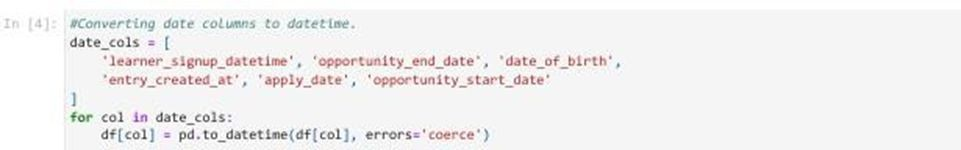 In [4]: #Converting date columns to datetime.
date_cols = [
    'learner_signup_datetime', 'opportunity_end_date', 'date_of_birth',
    'entry_created_at', 'apply_date', 'opportunity_start_date'
]
for col in date_cols:
    df[col] = pd.to_datetime(df[col], errors='coerce')